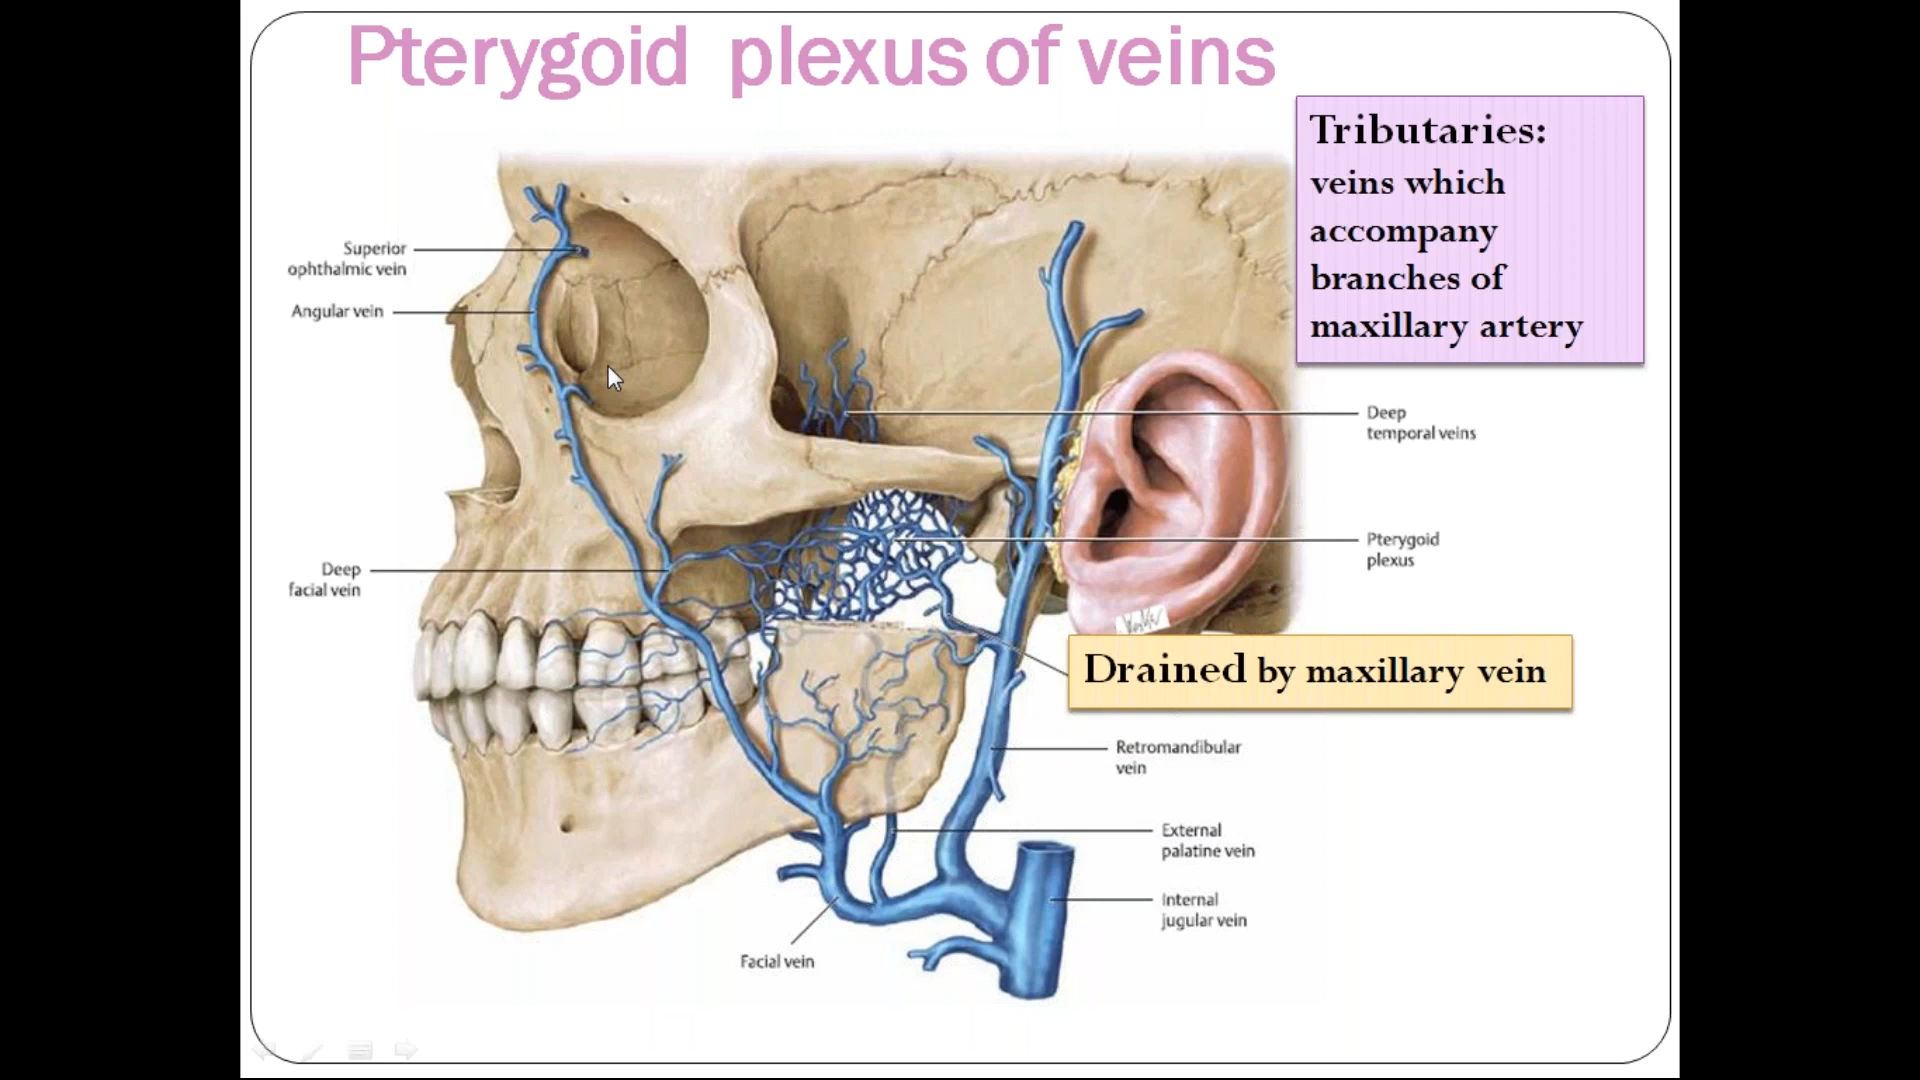 Pterygoid plexus of veins
Tributaries:
veins which
accompany
branches of
maxillary artery
Superior
ophthalmic vein
Angular vein
Deep
temporal veins
Pterygoid
plexus
Deep
facial vein
Drained by maxillary vein
Retromandibular
vein
External
palatine vein
Internal
jugular vein
Facial vein